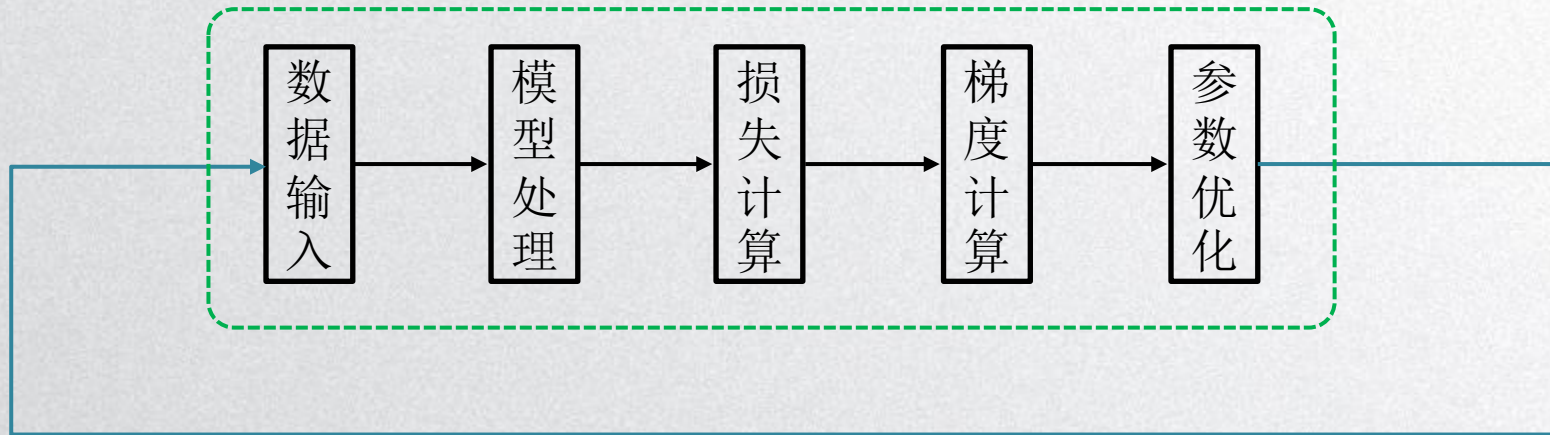 数据输入
模型处理
损失计算
梯度计算
参数优化